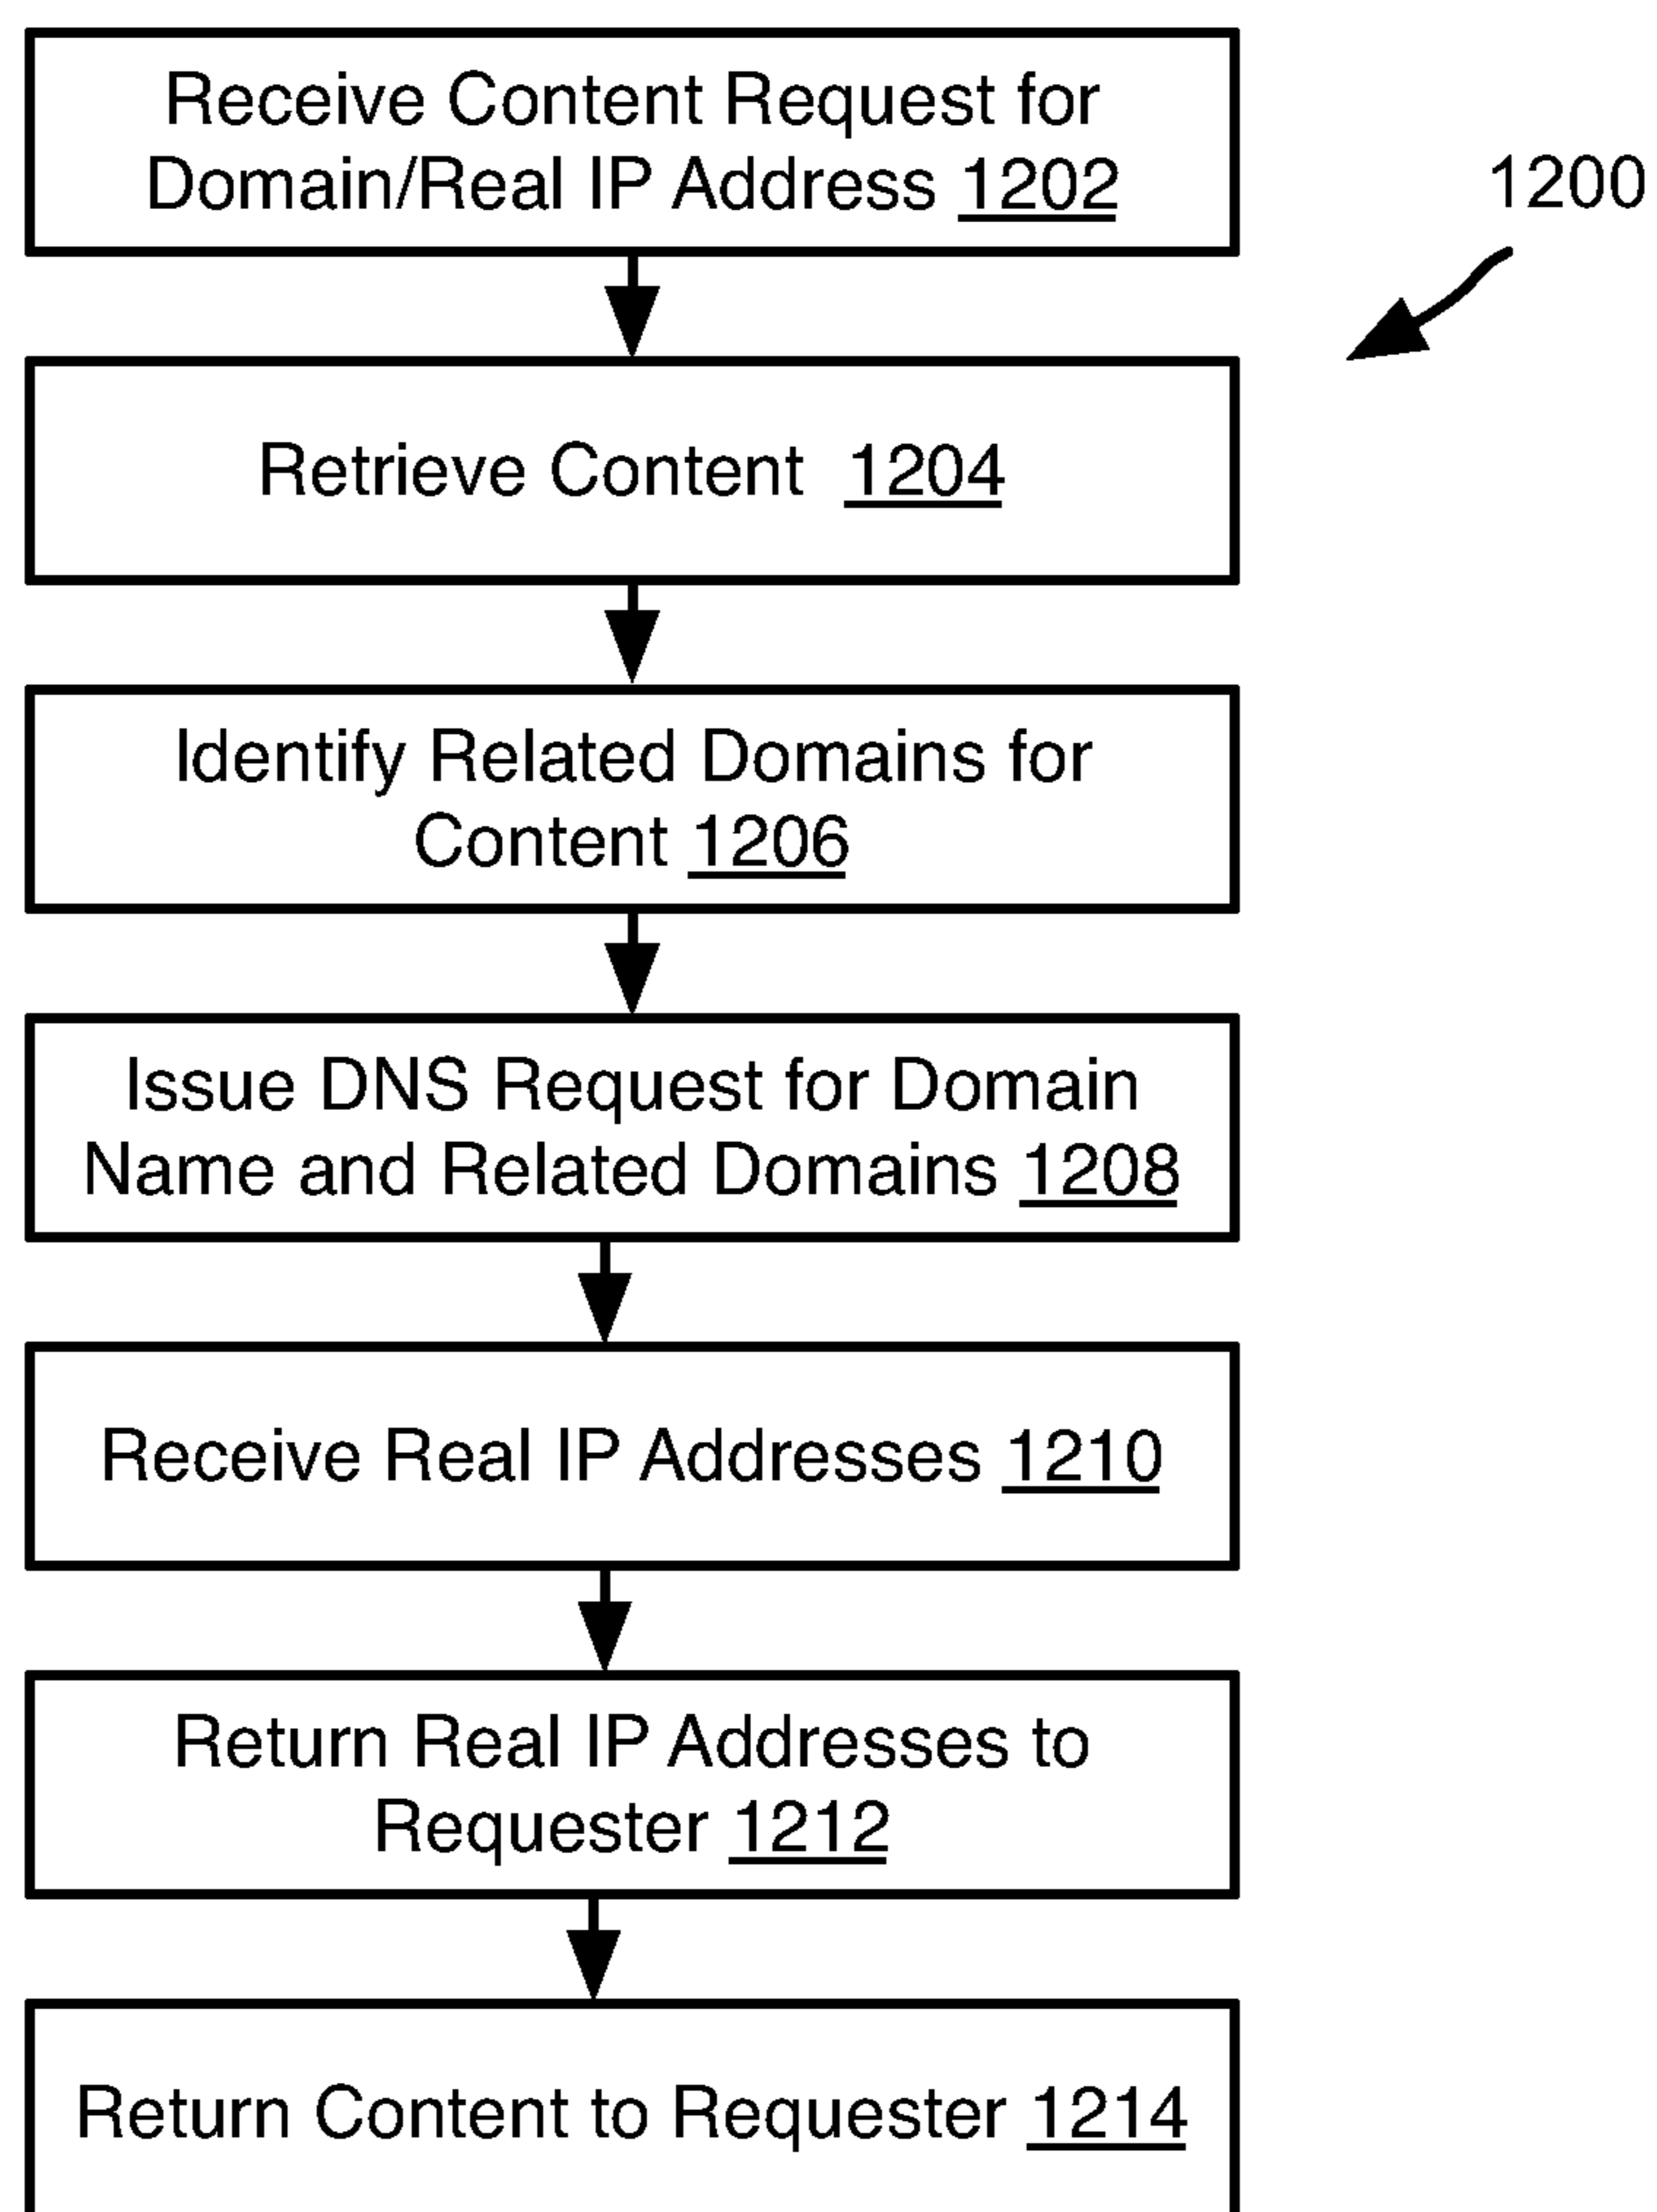 Receive Content Request for
Domain/Real IP Address 1202
1200
Retrieve Content 1204
Identify Related Domains for
Content 1206
Issue DNS Request for Domain
Name and Related Domains 1208
Receive Real IP Addresses 1210
Return Real IP Addresses to
Requester 1212
Return Content to Requester 1214